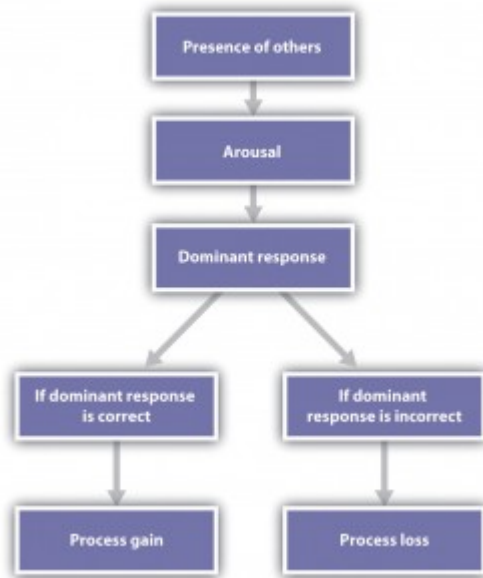 Presence of others
Arousal
Dominant response
If dominant response
is correct
If dominant
response is incorrect
Process gain
Process loss